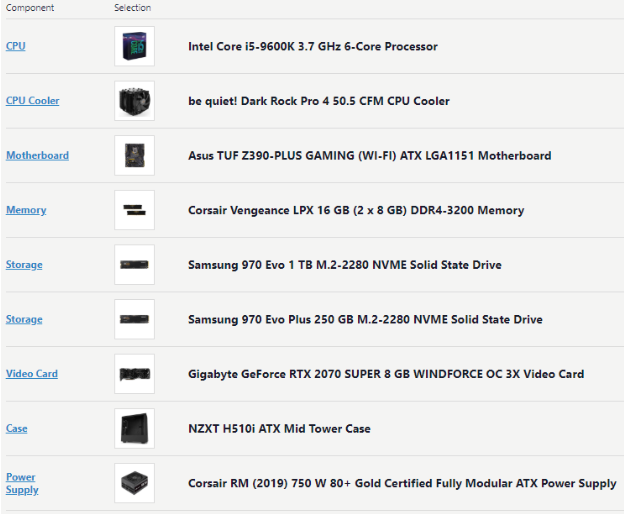 Component Selection
CPU Intel Core i5-9600K 3.7 GHz 6-Core Processor
CPU Cooler be quiet! Dark Rock Pro 4 50.5 CFM CPU Cooler
Motherboard Asus TUF Z390-PLUS GAMING (WI-FI) ATX LGA1151 Motherboard
Memory Corsair Vengeance LPX 16 GB (2 x 8 GB) DDR4-3200 Memory
Storage Samsung 970 Evo 1 TB M.2-2280 NVME Solid State Drive
Storage Samsung 970 Evo Plus 250 GB M.2-2280 NVME Solid State Drive
Video Card Gigabyte GeForce RTX 2070 SUPER 8 GB WINDFORCE OC 3X Video Card
Case NZXT H510i ATX Mid Tower Case
Power
Supply Corsair RM (2019) 750 W 80+ Gold Certified Fully Modular ATX Power Supply